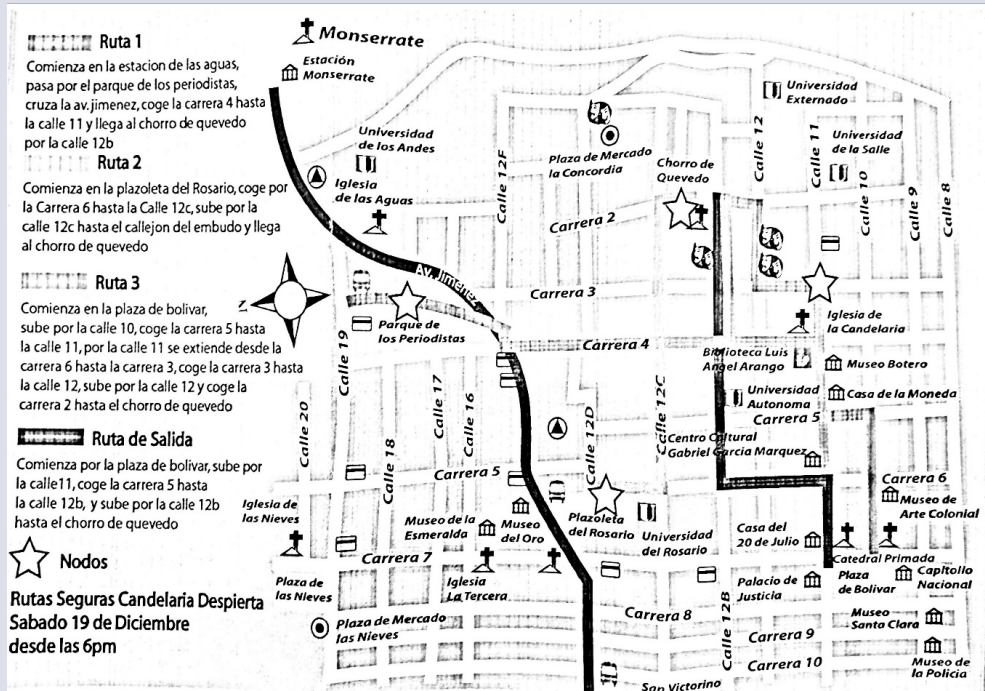 Ruta 1
Comienza en la estacion de las aguas,
pasa por el parque de los periodistas,
cruza la av.jimenez, coge la carrera 4 hasta
la calle 11 y llega al chorro de quevedo
por la calle 12b
Ruta 2
Comienza en la plazoleta del Rosario, coge por
la Carrera 6 hasta la Calle 12c, sube por la
calle 12c hasta el callejon del embudo y llega
al chorro de quevedo
Ruta 3
Comienza en la plaza de bolivar,
sube por la calle 10, coge la carrera 5 hasta
la calle 11, por la calle 11 se extiende desde la
carrera 6 hasta la carrera 3, coge la carrera 3 hasta
la calle 12, sube por la calle 12 y coge la
carrera 2 hasta el chorro de quevedo
Ruta de Salida
Comienza por la plaza de bolivar, sube por
la calle11, coge la carrera 5 hasta
la calle 12b, y sube por la calle 12b
hasta el chorro de quevedo
Nodos
Rutas Seguras Candelaria Despierta
Sabado 19 de Diciembre
desde las 6pm
Monserrate
Estación
Monserrate
Universidad
de los Andes
Iglesia
de las Aguas
Calle 12F
Plaza de Mercado
la Concordia
Chorro de
Quevedo
Calle 12
Universidad
Externado
Calle 11
Universidad
de la Salle
Calle 10
Calle 9
Calle 8
Carrera 2
Av. Jimenez
Carrera 3
Parque de
los Periodistas
Carrera 4
Iglesia de
la Candelaria
Biblioteca Luis
Angel Arango
Museo Botero
Casa de la Moneda
Universidad
Autonoma
Carrera 5
Calle 19
Calle 20
Calle 18
Calle 17
Calle 16
Calle 12D
Calle 12C
Centro Cultural
Gabriel Garcia Marquez
Carrera 5
Carrera 6
Museo de
Arte Colonial
Iglesia de
las Nieves
Museo de la
Esmeralda
Museo
del Oro
Plazoleta
del Rosario
Universidad
del Rosario
Casa del
20 de Julio
Catedral Primada
Plaza
de Bolivar
Capitolio
Nacional
Carrera 7
Plaza de
las Nieves
Iglesia
La Tercera
Palacio de
Justicia
Carrera 8
Calle 12B
Museo
Santa Clara
Plaza de Mercado
las Nieves
Carrera 9
Carrera 10
Museo de
la Policia
San Victorino